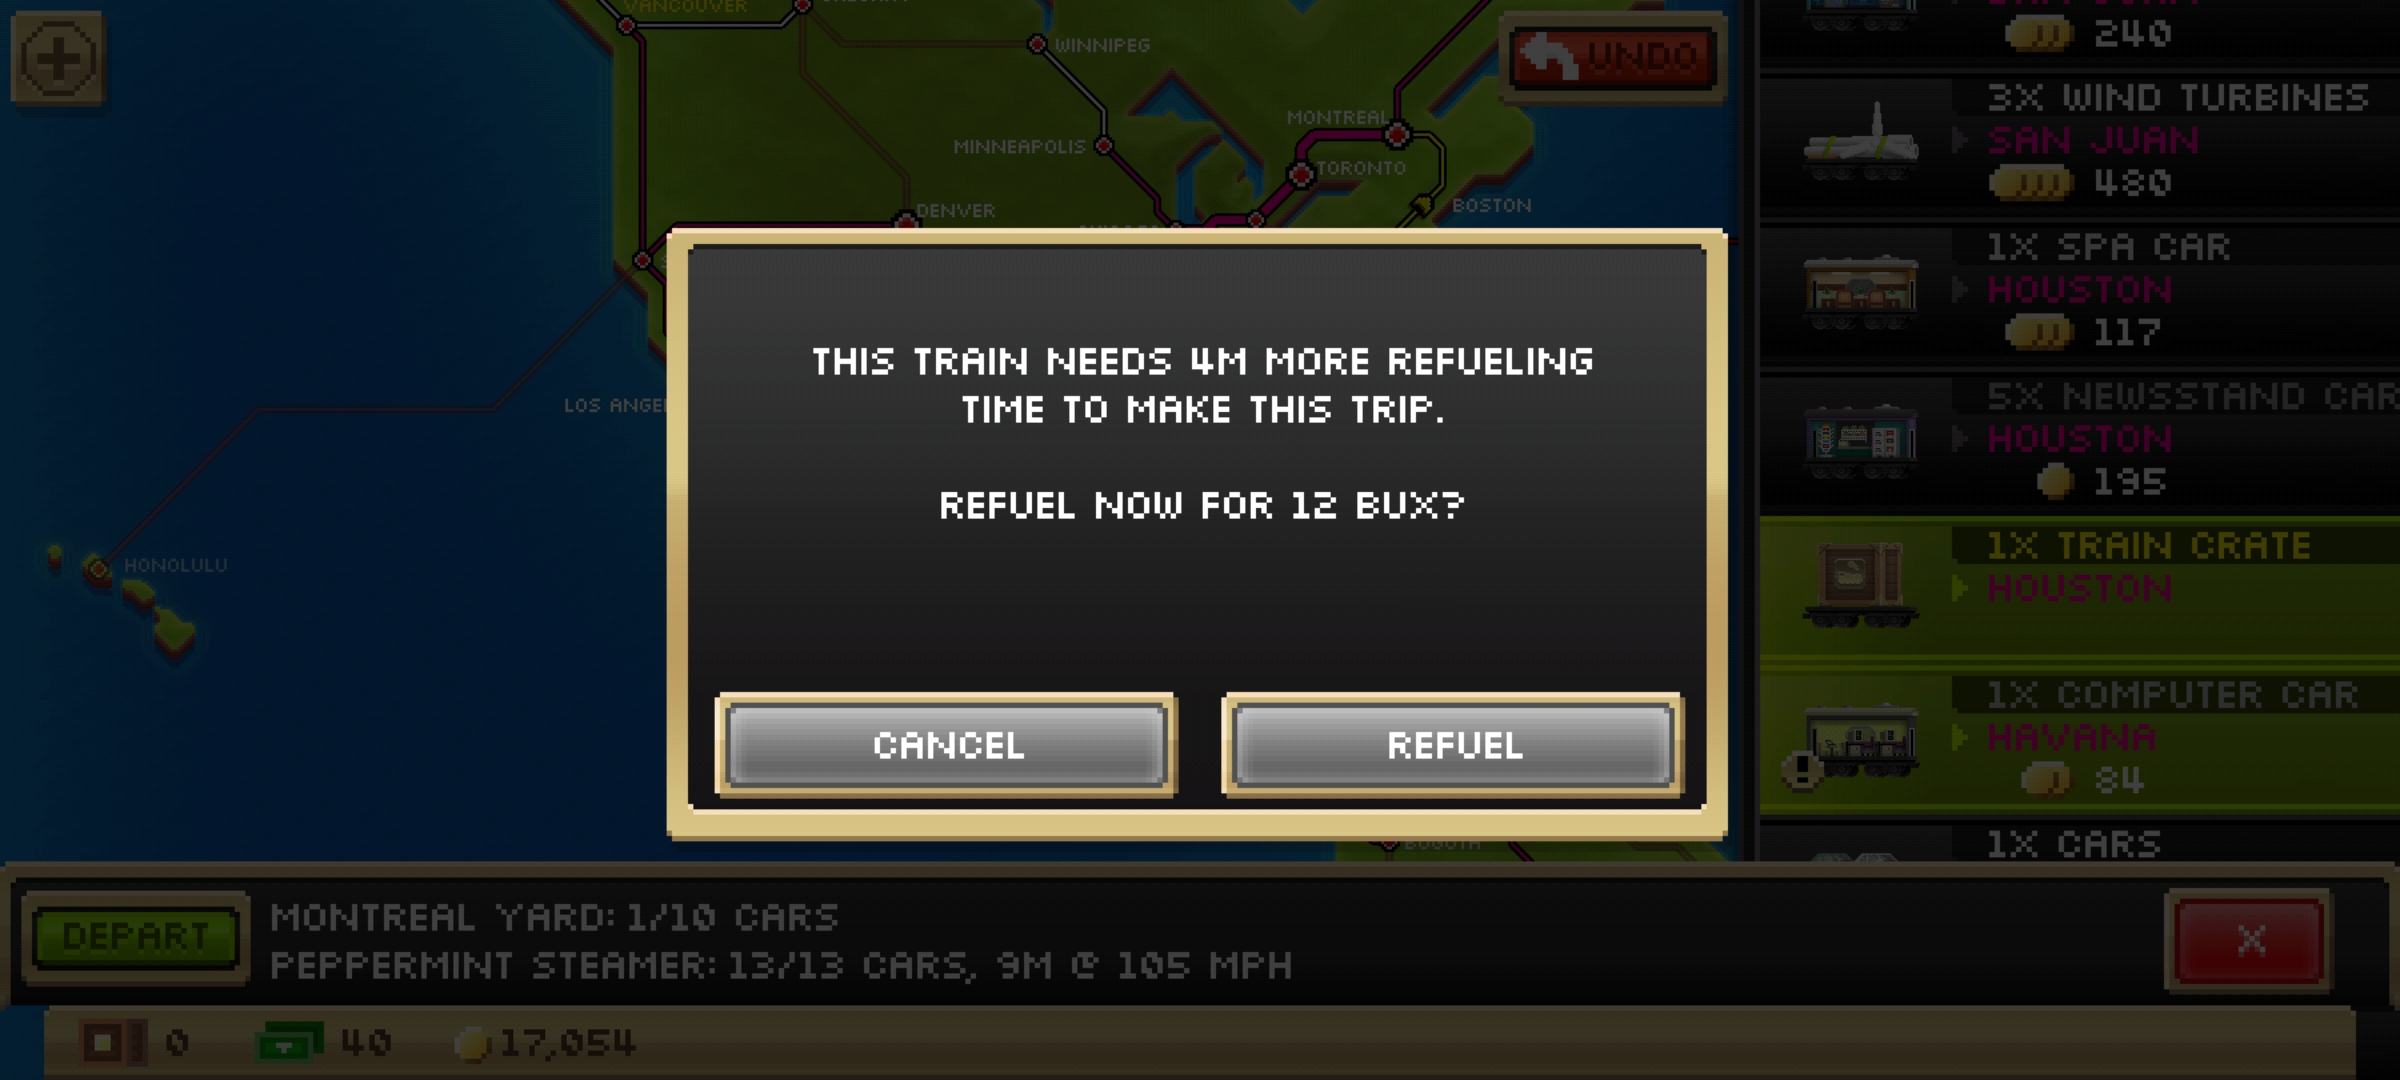 VANCOUVER
WINNIPEG
UNDO
MONTREAL
MINNEAPOLIS
TORONTO
DENVER
BOSTON
LOS ANGE
HONOLULU
BOGOTA
THIS TRAIN NEEDS 4M MORE REFUELING
TIME TO MAKE THIS TRIP.
REFUEL NOW FOR 12 BUX?
CANCEL
REFUEL
240
3X WIND TURBINES
SAN JUAN
480
1X SPA CAR
HOUSTON
117
5X NEWSSTAND CAR
HOUSTON
195
1X TRAIN CRATE
HOUSTON
1X COMPUTER CAR
HAVANA
84
1X CARS
DEPART
MONTREAL YARD: 1/10 CARS
PEPPERMINT STEAMER: 13/13 CARS, 9M @ 105 MPH
X
0
40
17,054